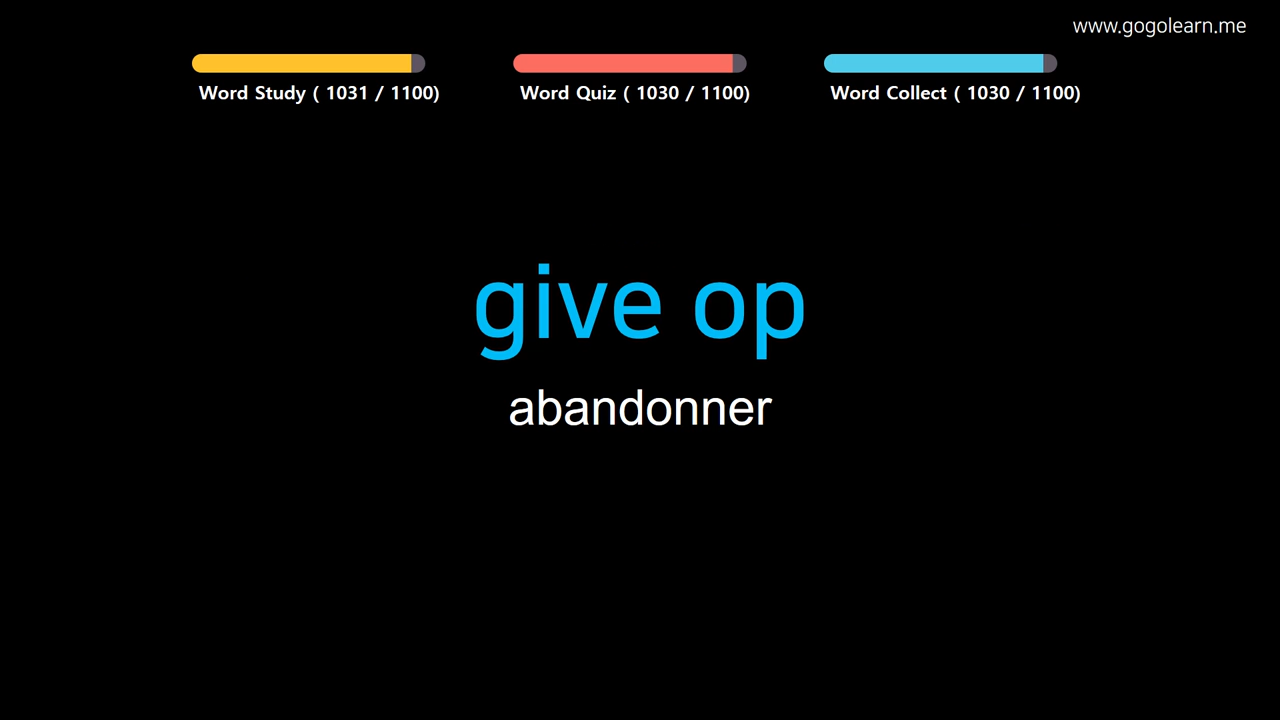 www.gogolearn.me
Word Study ( 1031 / 1100)
Word Quiz ( 1030 / 1100)
Word Collect ( 1030 / 1100)
give op
abandonner